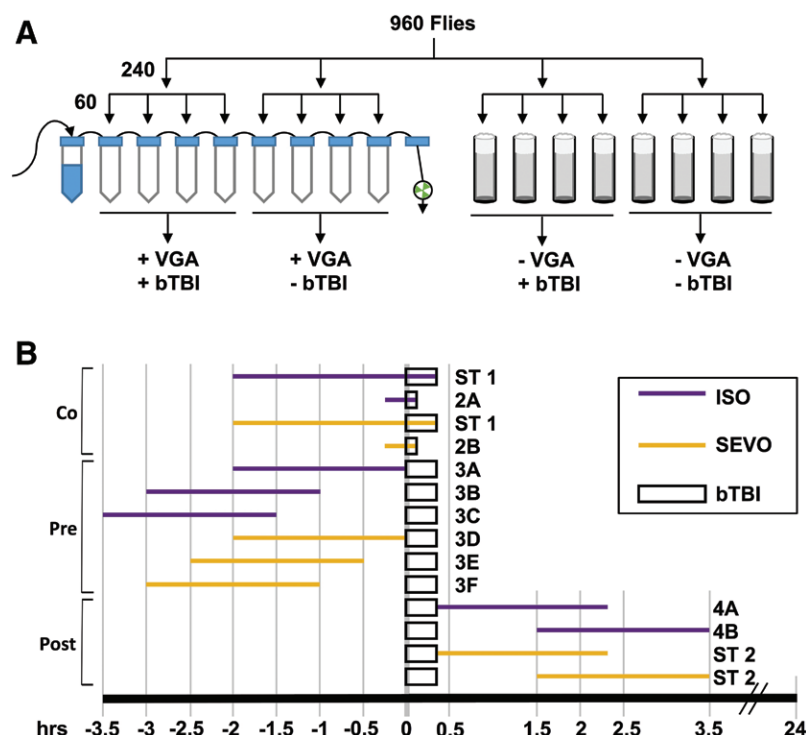 A
960 Flies
240
60
+ VGA
+ bTBI
+ VGA
- bTBI
- VGA
+ bTBI
- VGA
- bTBI
B
Co
ST 1
2A
ST 1
2B
Pre
3A
3B
3C
3D
3E
3F
Post
4A
4B
ST 2
ST 2
ISO
SEVO
bTBI
hrs -3.5 -3 -2.5 -2 -1.5 -1 -0.5 0 0.5 1.5 2 2.5 3.5 24